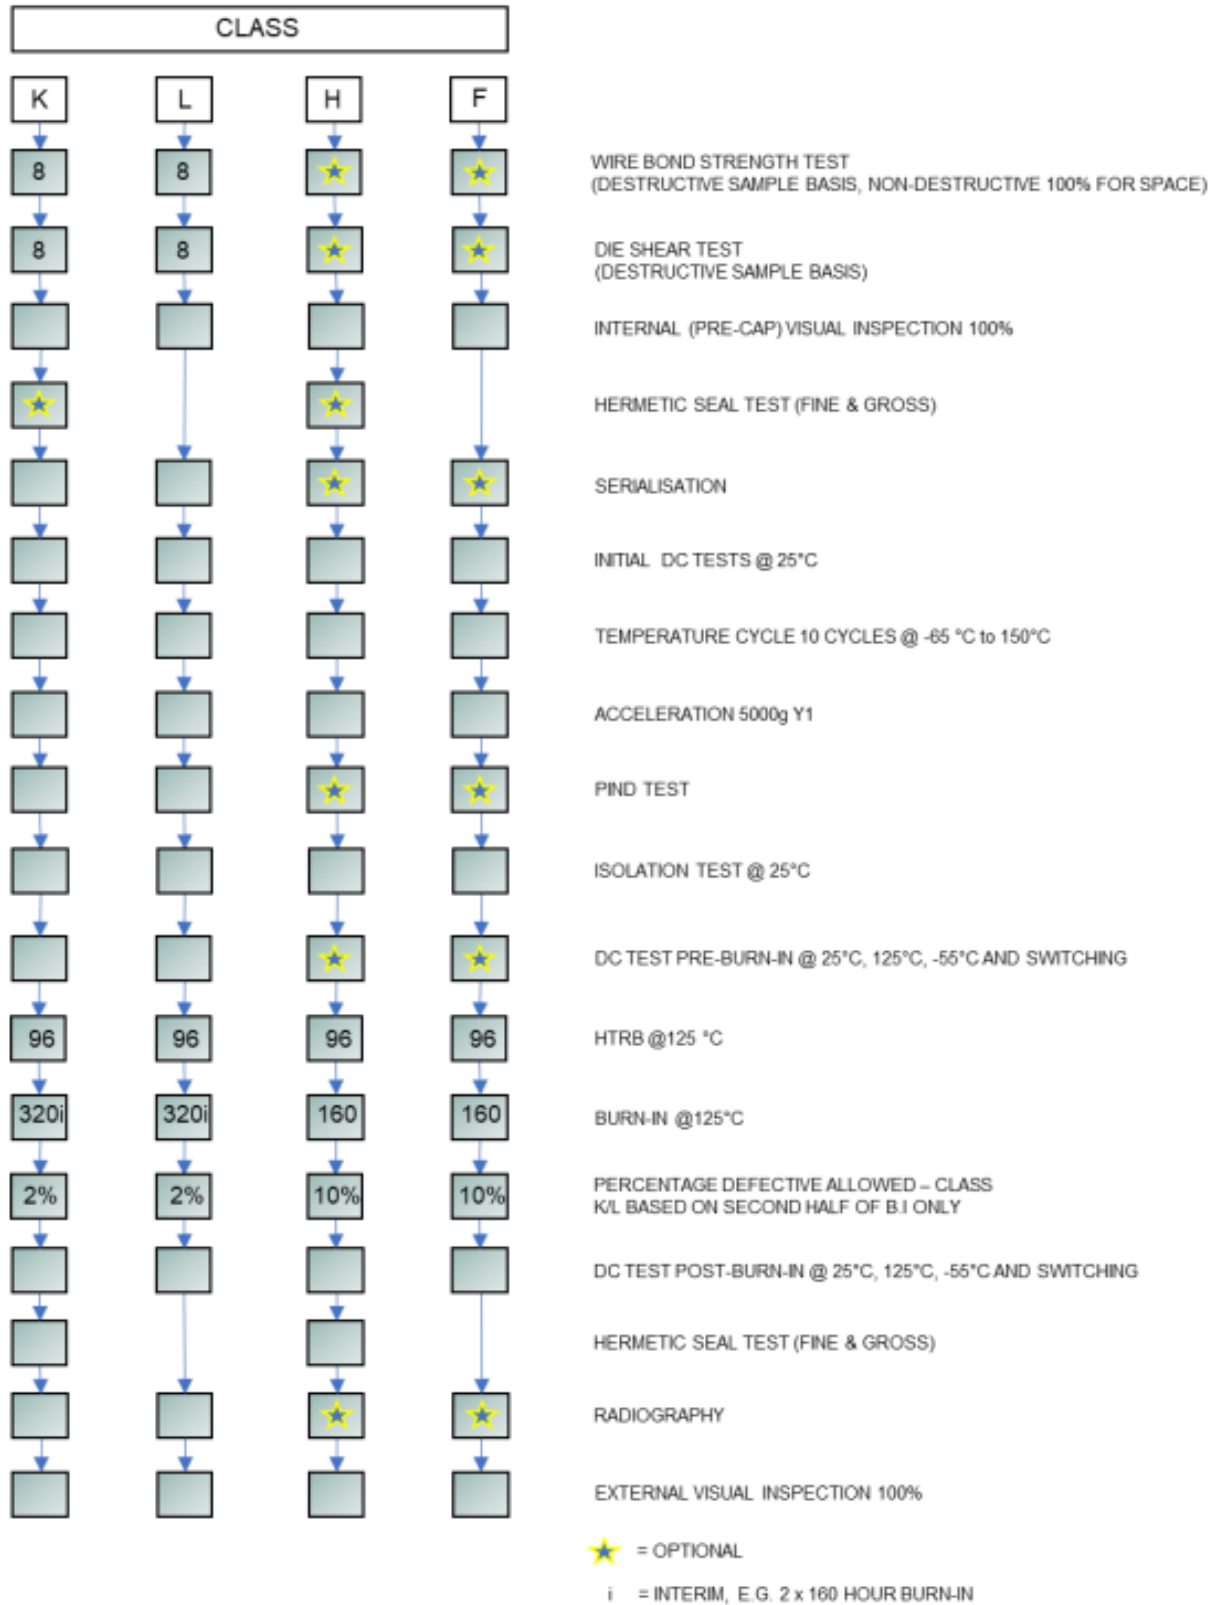 CLASS
K L H F
8 8 WIRE BOND STRENGTH TEST
(DESTRUCTIVE SAMPLE BASIS, NON-DESTRUCTIVE 100% FOR SPACE)
8 8 DIE SHEAR TEST
(DESTRUCTIVE SAMPLE BASIS)
INTERNAL (PRE-CAP) VISUAL INSPECTION 100%
HERMETIC SEAL TEST (FINE & GROSS)
SERIALISATION
INITIAL DC TESTS @ 25°C
TEMPERATURE CYCLE 10 CYCLES @ -65 °C to 150°C
ACCELERATION 5000g Y1
PIND TEST
ISOLATION TEST @ 25°C
DC TEST PRE-BURN-IN @ 25°C, 125°C, -55°C AND SWITCHING
96 96 96 96 HTRB @125 °C
320i 320i 160 160 BURN-IN @125°C
2% 2% 10% 10% PERCENTAGE DEFECTIVE ALLOWED – CLASS
K/L BASED ON SECOND HALF OF B.I ONLY
DC TEST POST-BURN-IN @ 25°C, 125°C, -55°C AND SWITCHING
HERMETIC SEAL TEST (FINE & GROSS)
RADIOGRAPHY
EXTERNAL VISUAL INSPECTION 100%
= OPTIONAL
i = INTERIM, E.G. 2 x 160 HOUR BURN-IN